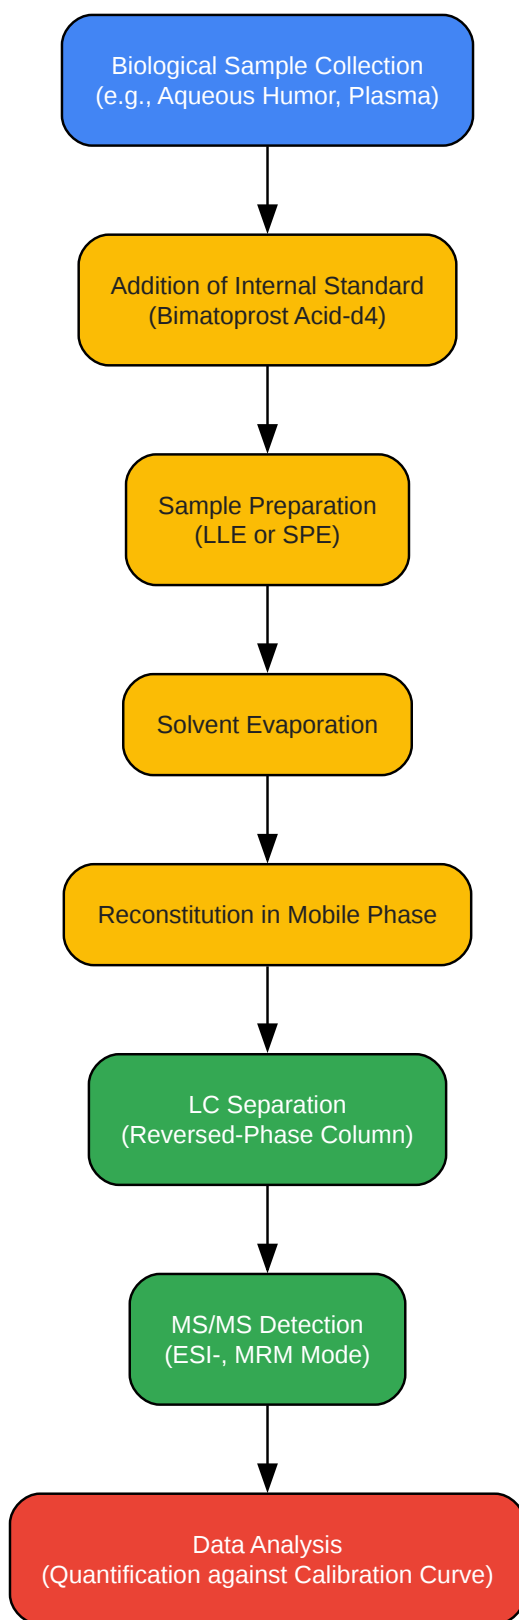 Biological Sample Collection
(e.g., Aqueous Humor, Plasma)
Addition of Internal Standard
(Bimatoprost Acid-d4)
Sample Preparation
(LLE or SPE)
Solvent Evaporation
Reconstitution in Mobile Phase
LC Separation
(Reversed-Phase Column)
MS/MS Detection
(ESI-, MRM Mode)
Data Analysis
(Quantification against Calibration Curve)